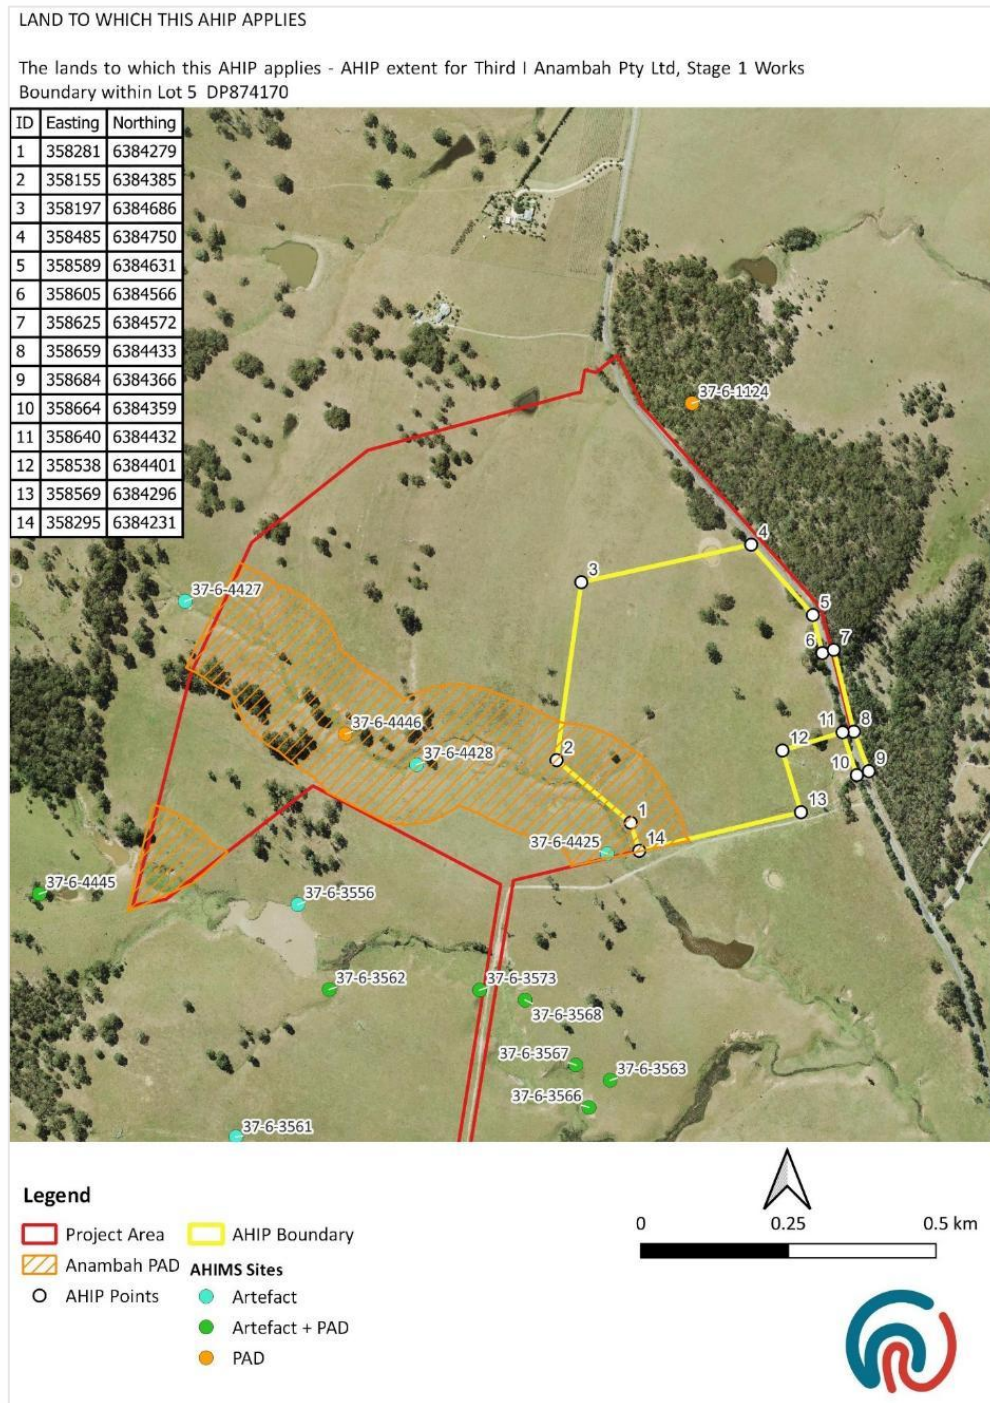 LAND TO WHICH THIS AHIP APPLIES
The lands to which this AHIP applies - AHIP extent for Third I Anambah Pty Ltd, Stage 1 Works
Boundary within Lot 5 DP874170
ID Easting Northing
1 358281 6384279
2 358155 6384385
3 358197 6384686
4 358485 6384750
5 358589 6384631
6 358605 6384566
7 358625 6384572
8 358659 6384433
9 358684 6384366
10 358664 6384359
11 358640 6384432
12 358538 6384401
13 358569 6384296
14 358295 6384231
37-6-1124
4
3
37-6-4427
5
6
7
37-6-4446
11
8
12
2
37-6-4428
10
9
1
13
37-6-4425
14
37-6-4445
37-6-3556
37-6-3562
37-6-3573
37-6-3568
37-6-3567
37-6-3563
37-6-3566
37-6-3561
Legend
Project Area
AHIP Boundary
Anambah PAD
AHIMS Sites
AHIP Points
Artefact
Artefact + PAD
PAD
0 0.25 0.5 km